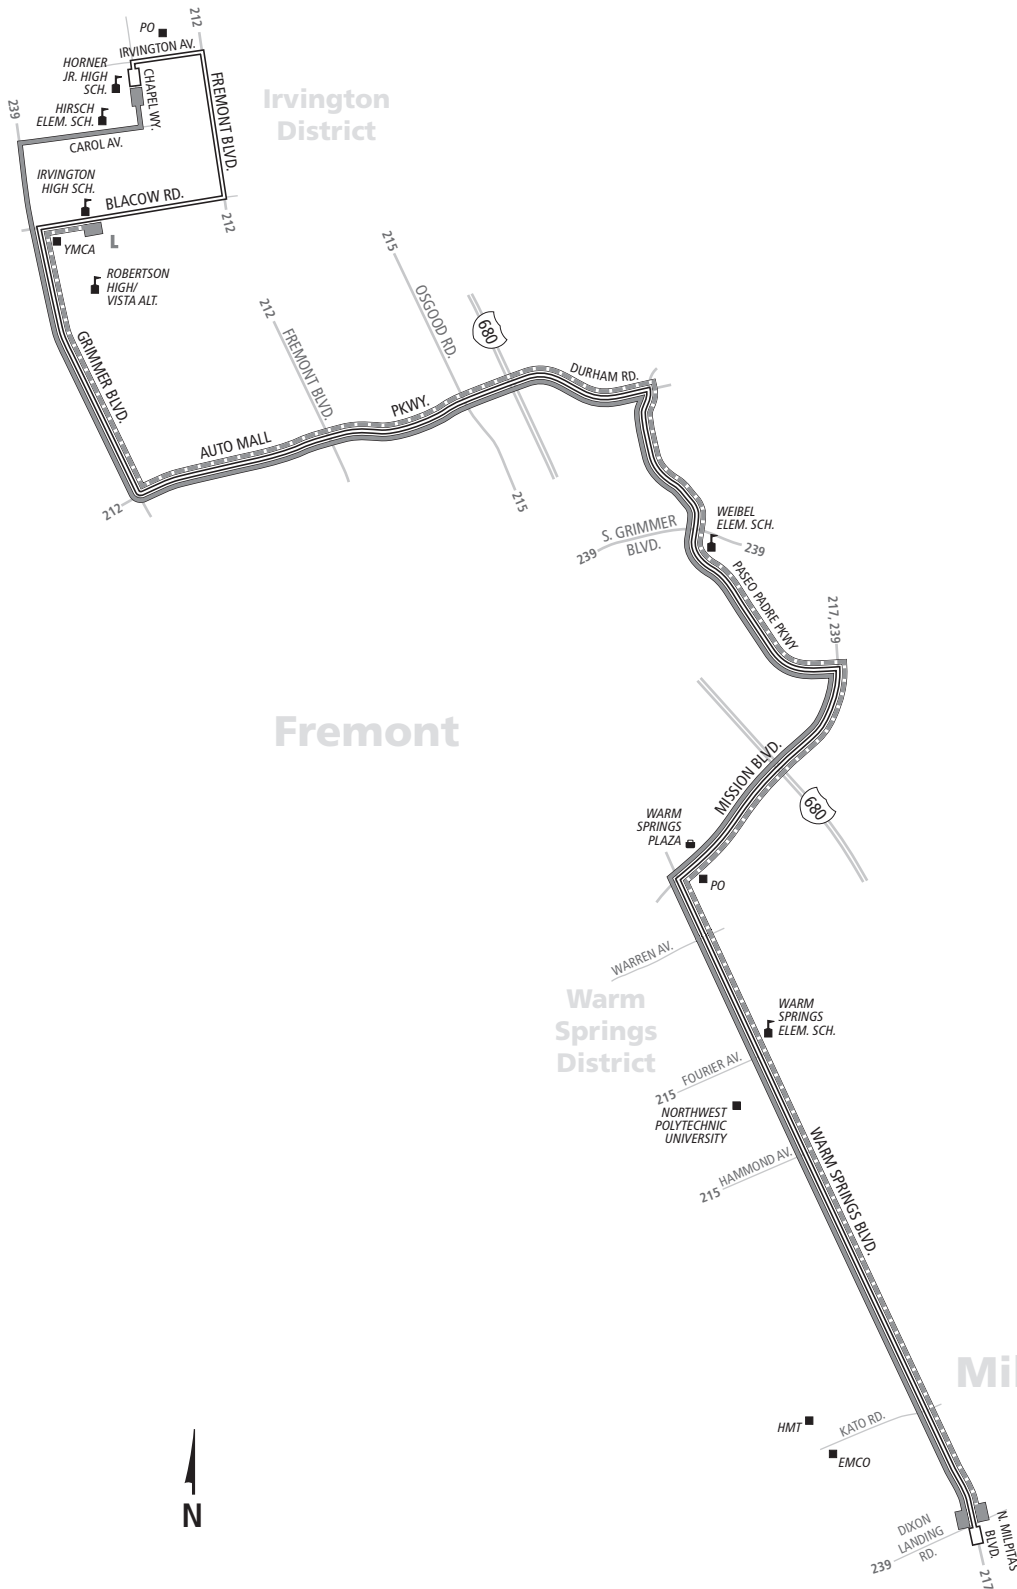 PO
212
IRVINGTON AV.
HORNER
JR. HIGH
SCH.
CHAPEL WY.
FREMONT BLVD.
Irvington
District
239
HIRSCH
ELEM. SCH.
CAROL AV.
IRVINGTON
HIGH SCH.
BLACOW RD.
212
YMCA
L
ROBERTSON
HIGH/
VISTA ALT.
215
OSGOOD RD.
212
FREMONT BLVD.
680
GRIMMER BLVD.
DURHAM RD.
PKWY.
AUTO MALL
212
215
WEIBEL
ELEM. SCH.
S. GRIMMER
BLVD.
239
239
PASEO PADRE PKWY
217, 239
Fremont
MISSION BLVD.
680
WARM
SPRINGS
PLAZA
PO
WARREN AV.
Warm
Springs
District
WARM
SPRINGS
ELEM. SCH.
FOURIER AV.
215
NORTHWEST
POLYTECHNIC
UNIVERSITY
HAMMOND AV.
215
WARM SPRINGS BLVD.
Mil
HMT
KATO RD.
EMCO
N
DIXON
LANDING
RD.
239
N. MILPITAS
BLVD.
217